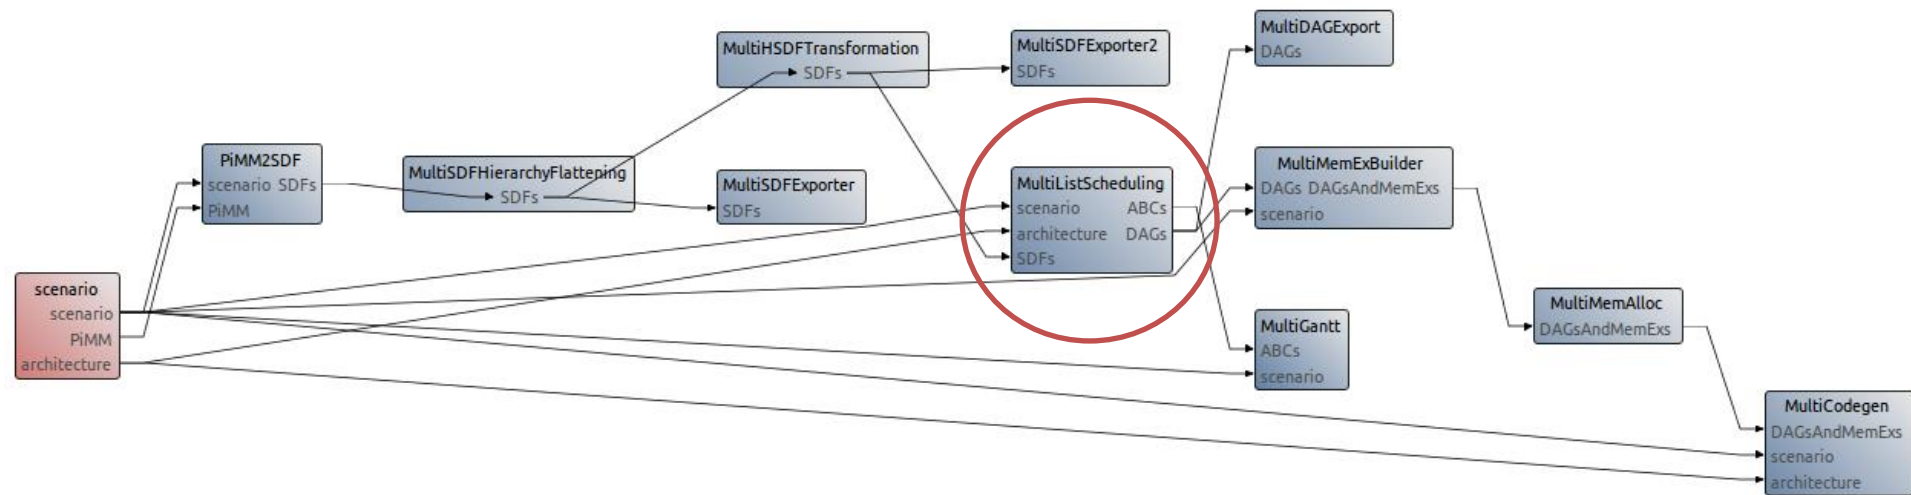 scenario
scenario
PiMM
architecture
PiMM2SDF
scenario SDFs
PiMM
MultiSDFHierarchyFlattening
SDFs
MultiHSDFTransformation
SDFs
MultiSDFExporter
SDFs
MultiSDFExporter2
SDFs
MultiListScheduling
scenario ABCs
architecture DAGs
SDFs
MultiDAGExport
DAGs
MultiMemExBuilder
DAGs DAGsAndMemExs
scenario
MultiGantt
ABCs
scenario
MultiMemAlloc
DAGsAndMemExs
MultiCodegen
DAGsAndMemExs
scenario
architecture